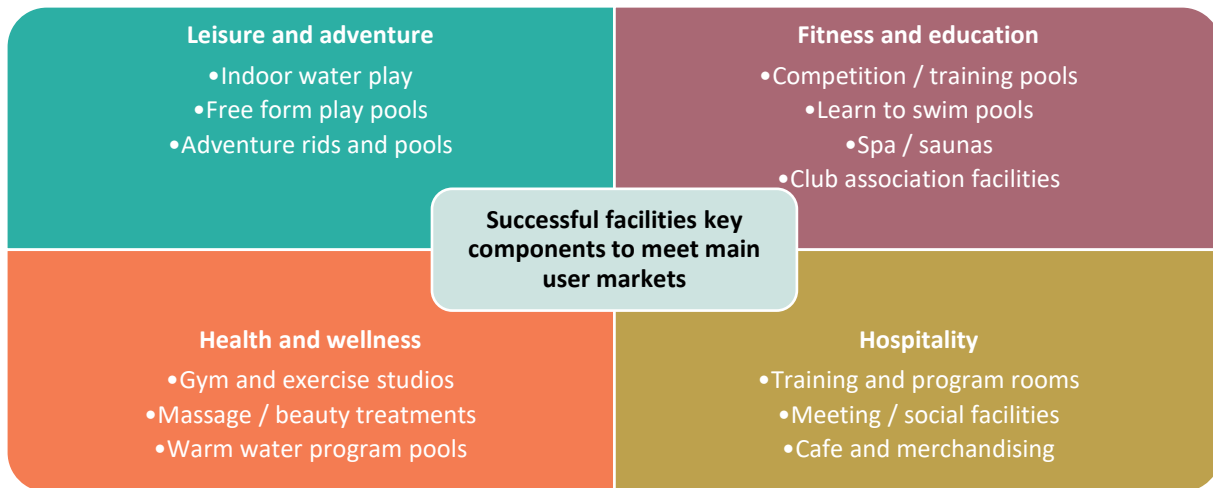 Leisure and adventure
•Indoor water play
•Free form play pools
•Adventure rids and pools
Fitness and education
•Competition / training pools
•Learn to swim pools
•Spa / saunas
•Club association facilities
Successful facilities key
components to meet main
user markets
Health and wellness
•Gym and exercise studios
•Massage / beauty treatments
•Warm water program pools
Hospitality
•Training and program rooms
•Meeting / social facilities
•Cafe and merchandising